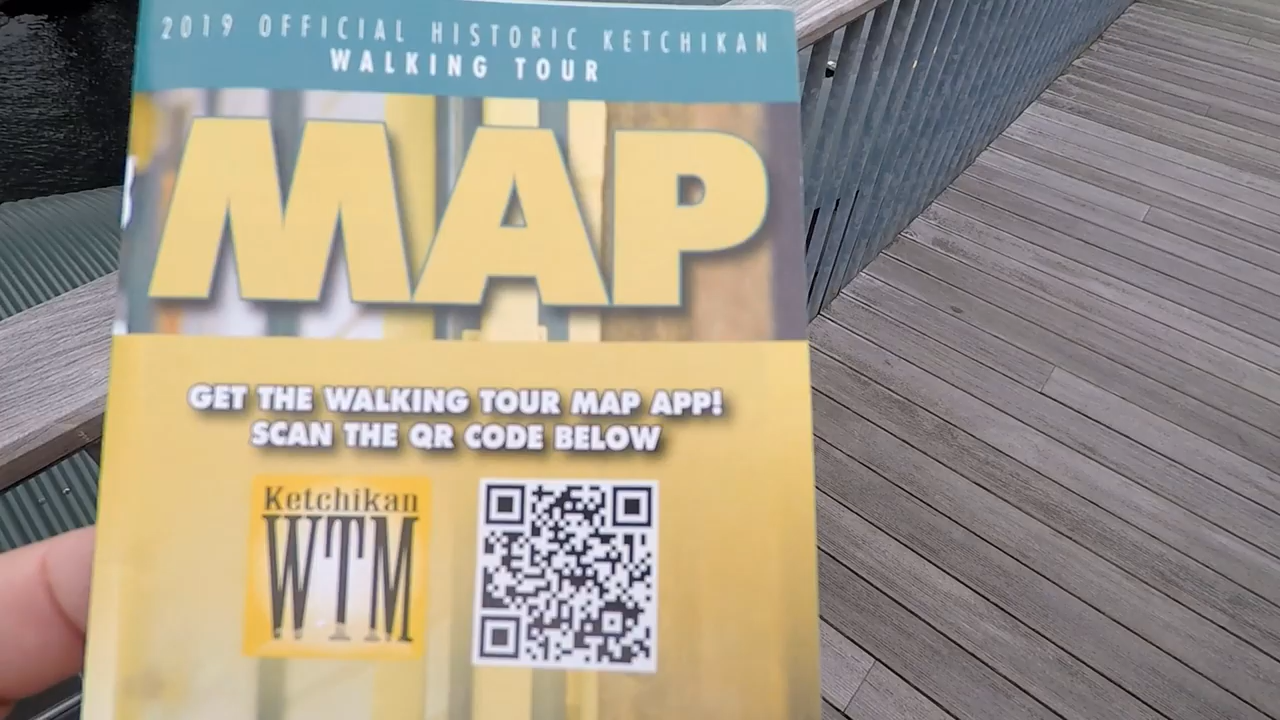 2019 OFFICIAL HISTORIC KETCHIKAN
WALKING TOUR
MAP
GET THE WALKING TOUR MAP APP!
SCAN THE QR CODE BELOW
Ketchikan
WTM